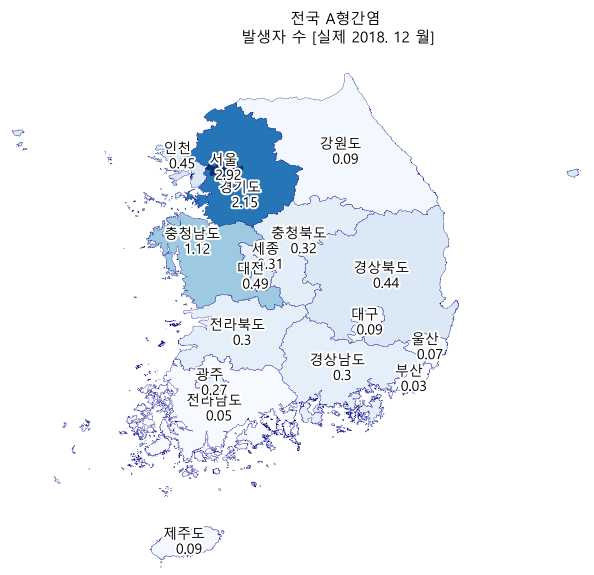 전국 A형간염
발생자 수 [실제 2018. 12 월]
강원도
0.09
인천
0.45
서울
2.92
경기도
2.15
충청남도
1.12
충청북도
0.32
세종
.31
대전
0.49
경상북도
0.44
대구
0.09
전라북도
0.3
울산
0.07
경상남도
0.3
부산
0.03
광주
0.27
전라남도
0.05
제주도
0.09